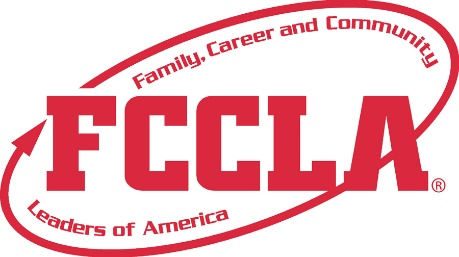 Family, Career and Community
FCCLA®
Leaders of America